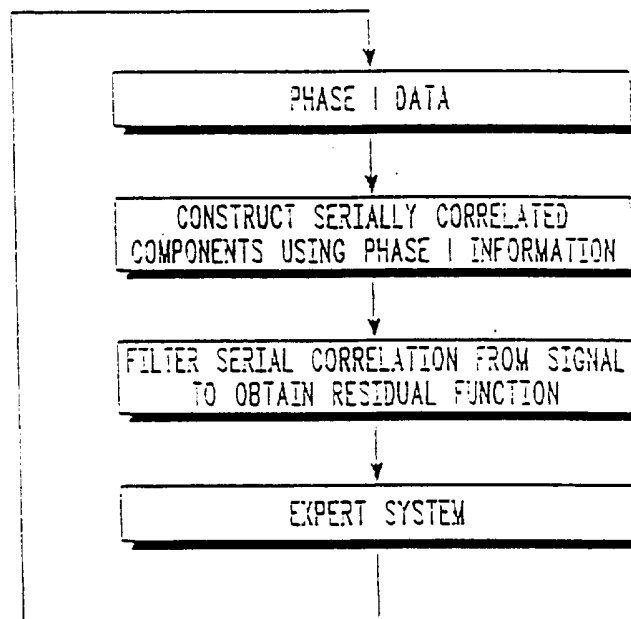 PHASE I DATA
CONSTRUCT SERIALLY CORRELATED
COMPONENTS USING PHASE I INFORMATION
FILTER SERIAL CORRELATION FROM SIGNAL
TO OBTAIN RESIDUAL FUNCTION
EXPERT SYSTEM